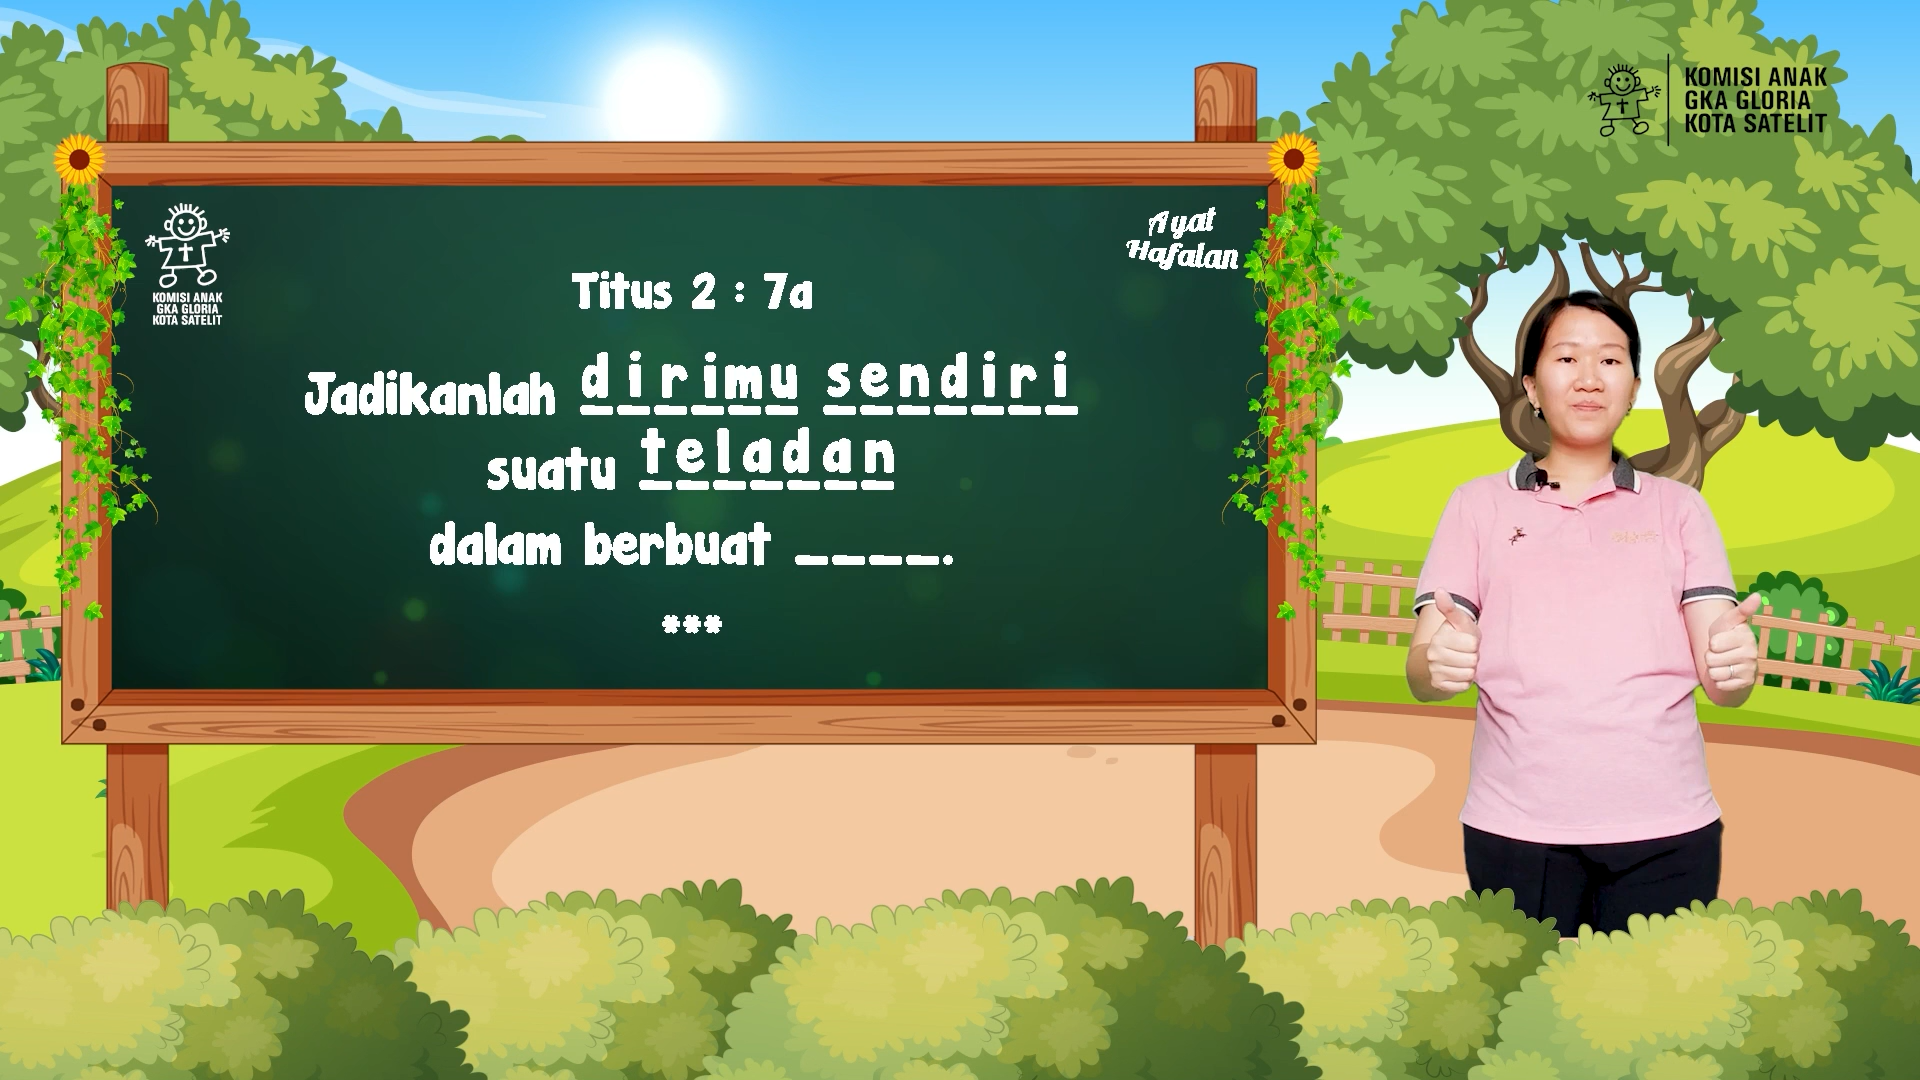 KOMISI ANAK
GKA GLORIA
KOTA SATELIT
KOMISI ANAK
GKA GLORIA
KOTA SATELIT
Ayat
Hafalan
Titus 2 : 7a
Jadikanlah dirimu sendiri
suatu teladan
dalam berbuat _ _ _ _.
***